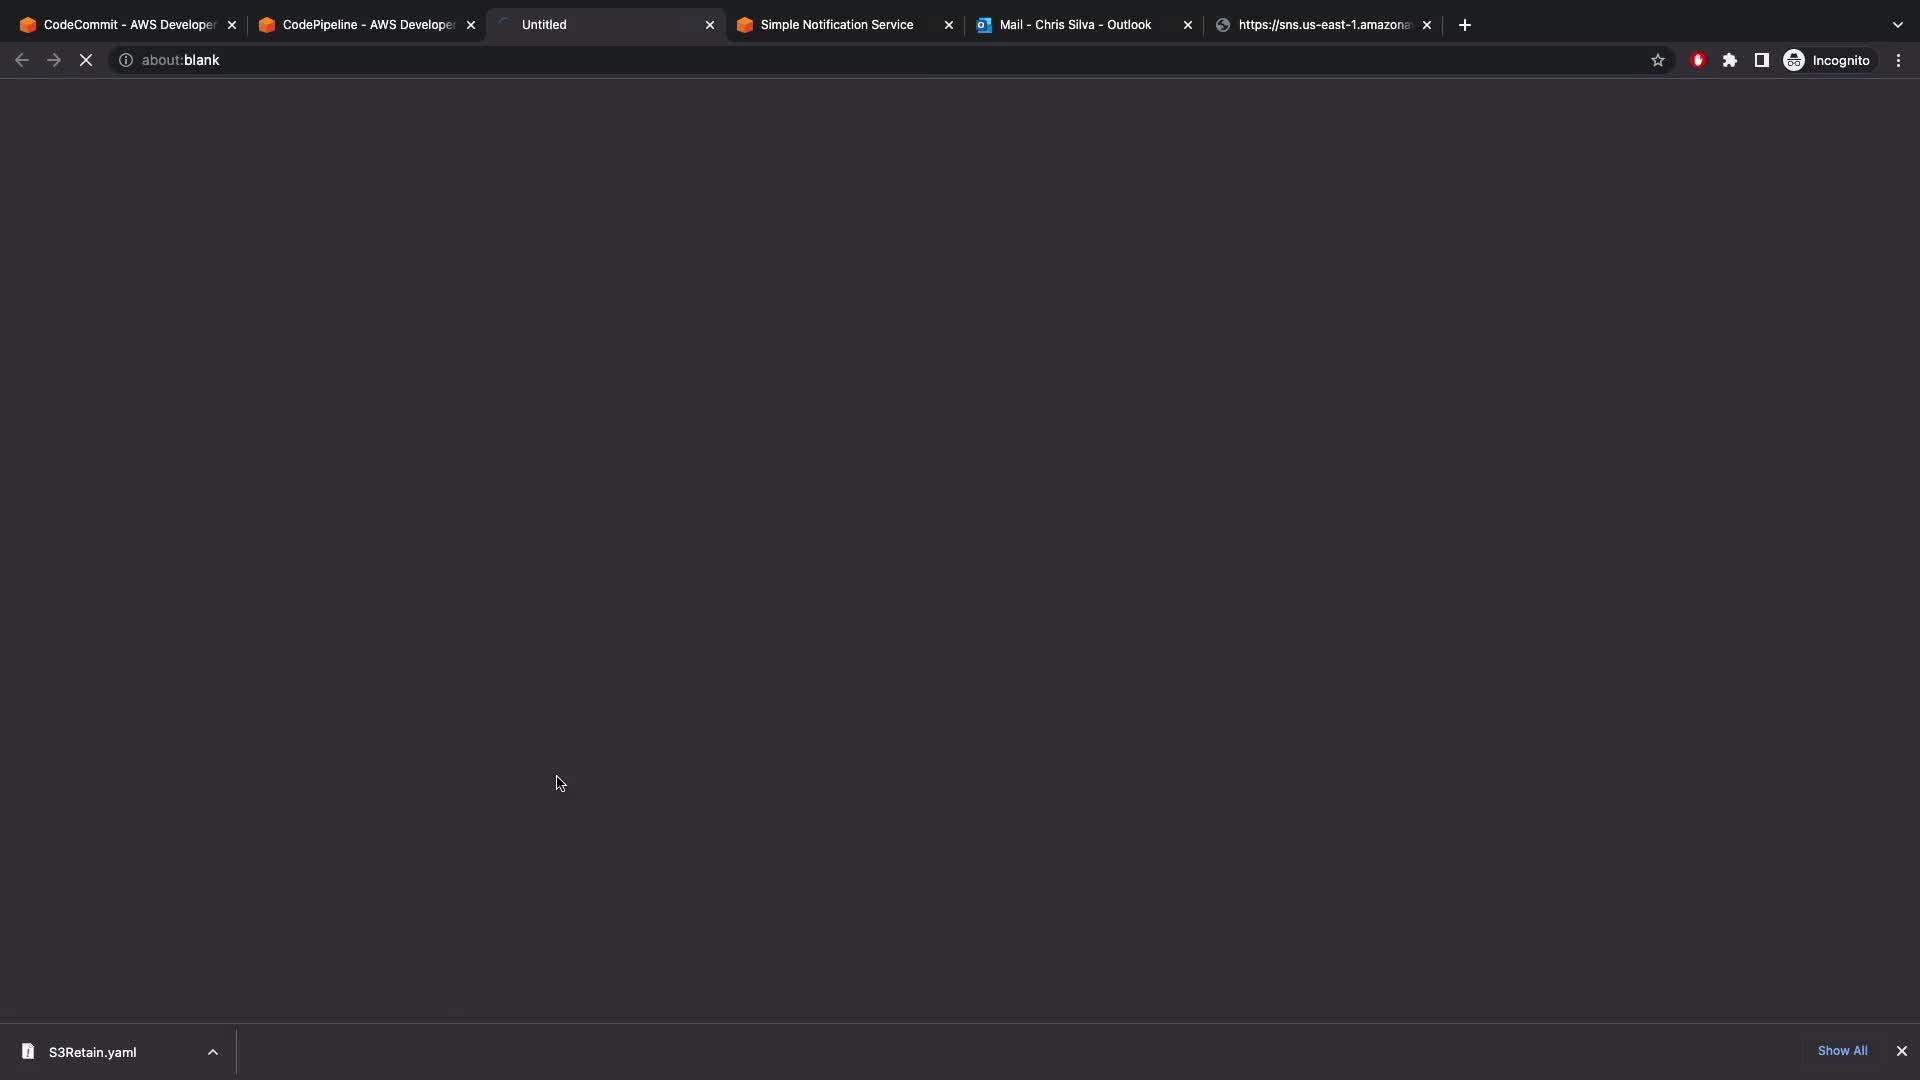 CodeCommit - AWS Developer
CodePipeline - AWS Developer
Untitled
Simple Notification Service
Mail - Chris Silva - Outlook
https://sns.us-east-1.amazona
about:blank
Incognito
S3Retain.yaml
Show All